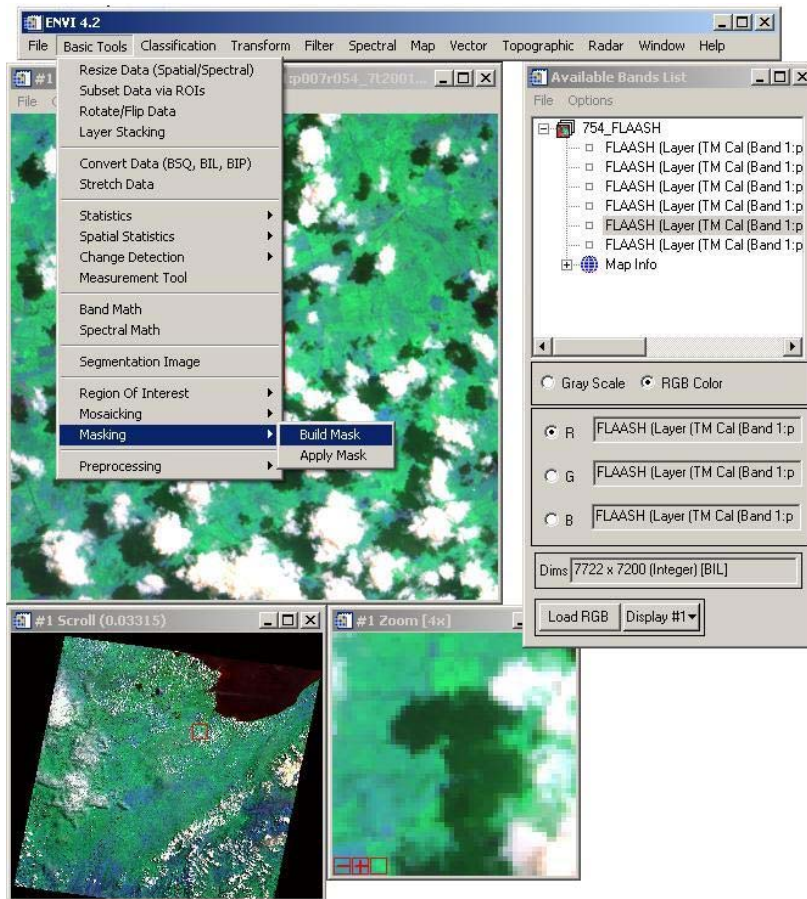 ENVI 4.2
File Basic Tools Classification Transform Filter Spectral Map Vector Topographic Radar Window Help
Resize Data (Spatial/Spectral)
Subset Data via ROIs
Rotate/Flip Data
Layer Stacking
Convert Data (BSQ, BIL, BIP)
Stretch Data
Statistics
Spatial Statistics
Change Detection
Measurement Tool
Band Math
Spectral Math
Segmentation Image
Region Of Interest
Mosaicking
Masking
Build Mask
Apply Mask
Preprocessing
#1 :p007r054_7t2001...
File
Available Bands List
File Options
754_FLAASH
FLAASH (Layer (TM Cal (Band 1:p
FLAASH (Layer (TM Cal (Band 1:p
FLAASH (Layer (TM Cal (Band 1:p
FLAASH (Layer (TM Cal (Band 1:p
FLAASH (Layer (TM Cal (Band 1:p
FLAASH (Layer (TM Cal (Band 1:p
Map Info
Gray Scale RGB Color
R FLAASH (Layer (TM Cal (Band 1:p
G FLAASH (Layer (TM Cal (Band 1:p
B FLAASH (Layer (TM Cal (Band 1:p
Dims 7722 x 7200 (Integer) [BIL]
Load RGB Display #1
#1 Scroll (0.03315)
#1 Zoom [4x]